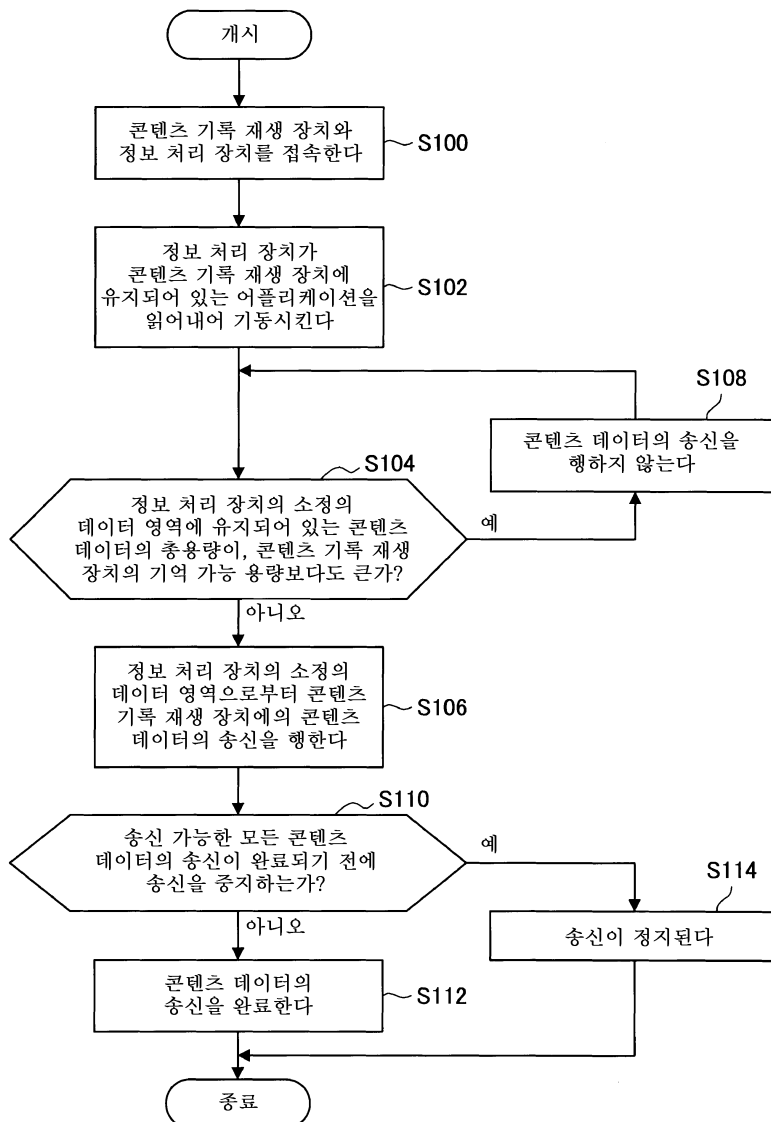 개시
콘텐츠 기록 재생 장치와
정보 처리 장치를 접속한다
S100
정보 처리 장치가
콘텐츠 기록 재생 장치에
유지되어 있는 어플리케이션을
읽어내어 기동시킨다
S102
S108
콘텐츠 데이터의 송신을
행하지 않는다
S104
정보 처리 장치의 소정의
데이터 영역에 유지되어 있는 콘텐츠
데이터의 총용량이, 콘텐츠 기록 재생
장치의 기억 가능 용량보다도 큰가?
예
아니오
정보 처리 장치의 소정의
데이터 영역으로부터 콘텐츠
기록 재생 장치에의 콘텐츠
데이터의 송신을 행한다
S106
S110
송신 가능한 모든 콘텐츠
데이터의 송신이 완료되기 전에
송신을 중지하는가?
예
아니오
S114
송신이 정지된다
콘텐츠 데이터의
송신을 완료한다
S112
종료